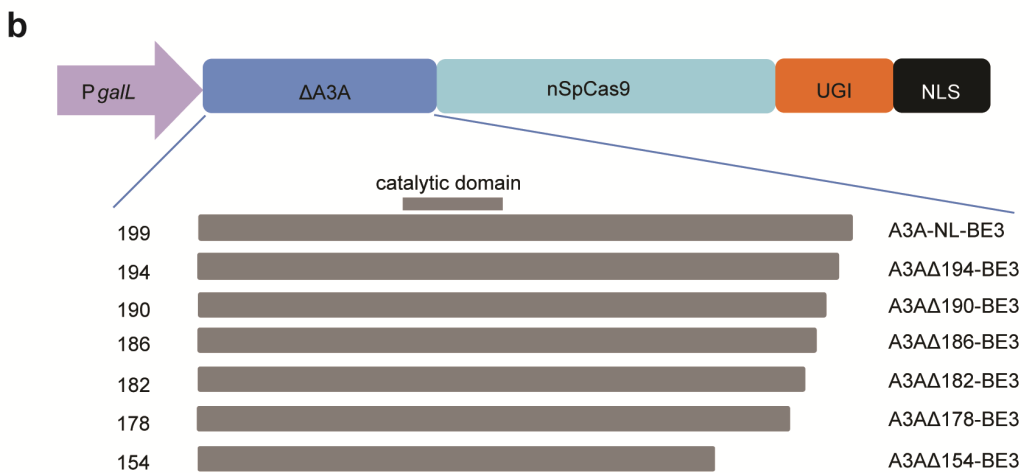 b
P galL ΔA3A nSpCas9 UGI NLS
catalytic domain
199 A3A-NL-BE3
194 A3AΔ194-BE3
190 A3AΔ190-BE3
186 A3AΔ186-BE3
182 A3AΔ182-BE3
178 A3AΔ178-BE3
154 A3AΔ154-BE3